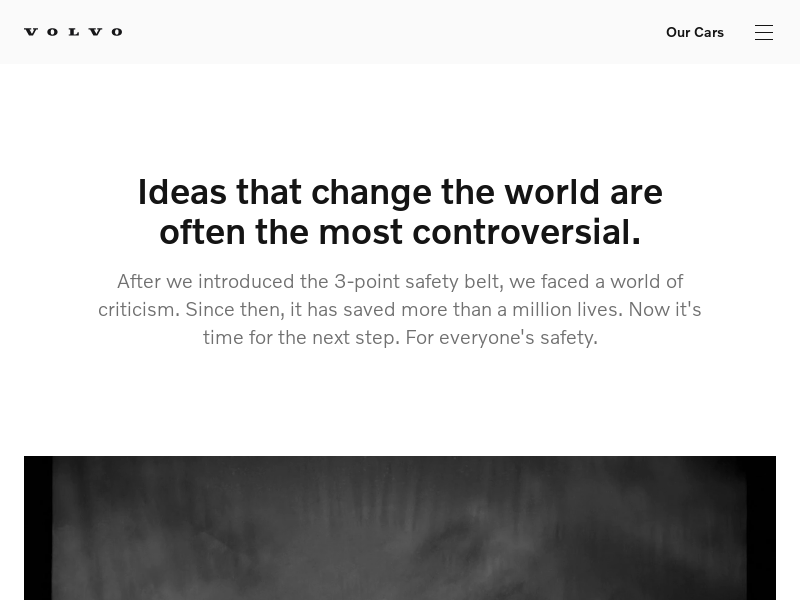 VOLVO
Our Cars
Ideas that change the world are
often the most controversial.
After we introduced the 3-point safety belt, we faced a world of
criticism. Since then, it has saved more than a million lives. Now it's
time for the next step. For everyone's safety.